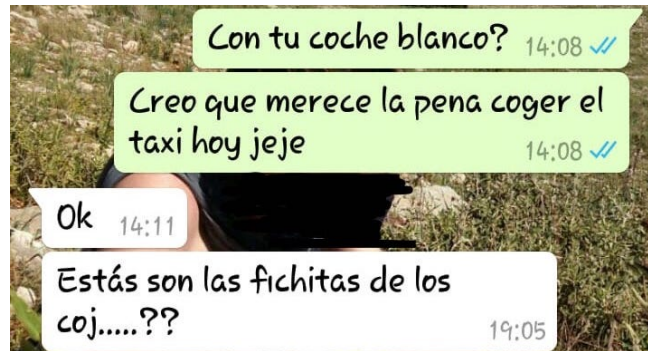 Con tu coche blanco? 14:08
Creo que merece la pena coger el
taxi hoy jeje 14:08
Ok 14:11
Estás son las fichitas de los
coj.....?? 19:05